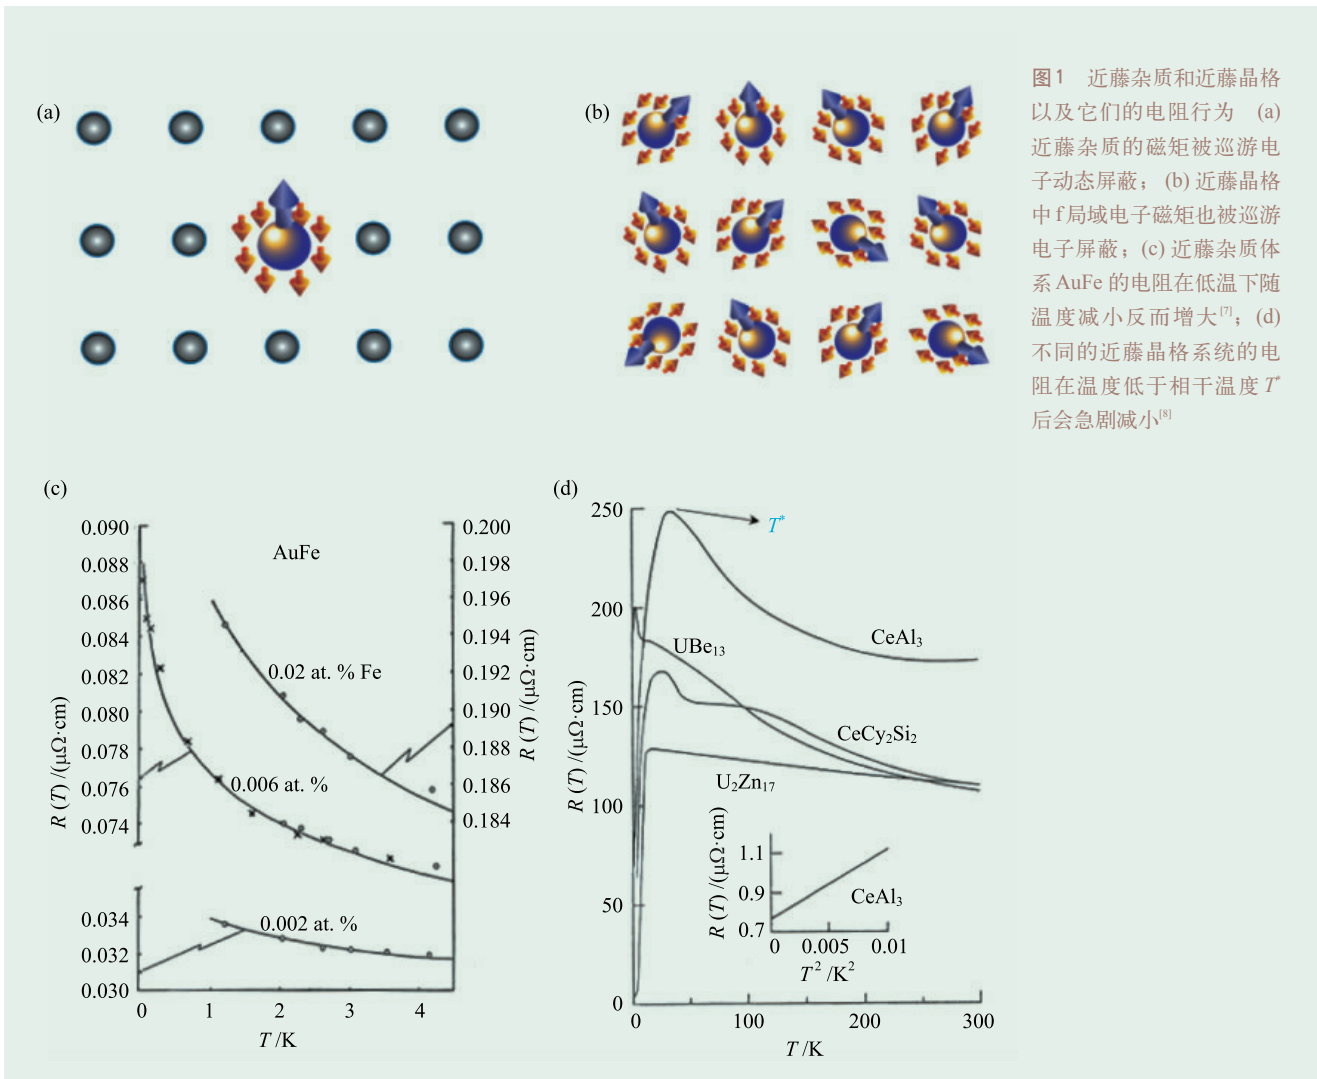 (a)
(b)
图1 近藤杂质和近藤晶格
以及它们的电阻行为 (a)
近藤杂质的磁矩被巡游电
子动态屏蔽；(b) 近藤晶格
中f局域电子磁矩也被巡游
电子屏蔽；(c) 近藤杂质体
系AuFe 的电阻在低温下随
温度减小反而增大[7]；(d)
不同的近藤晶格系统的电
阻在温度低于相干温度 T*
后会急剧减小[8]
(c)
R (T) /(μΩ·cm)
0.090
0.088
0.086
0.084
0.082
0.080
0.078
0.076
0.074
0.034
0.032
0.030
AuFe
0.02 at. % Fe
0.006 at. %
0.002 at. %
0.200
0.198
0.196
0.194
0.192
0.190
0.188
0.186
0.184
R (T) /(μΩ·cm)
0 1 2 3 4
T /K
(d)
R (T) /(μΩ·cm)
250
200
150
100
50
0
T*
CeAl₃
UBe₁₃
CeCy₂Si₂
U₂Zn₁₇
R (T) /(μΩ·cm)
1.1
0.9
0.7
CeAl₃
0 0.005 0.01
T² /K²
0 100 200 300
T /K